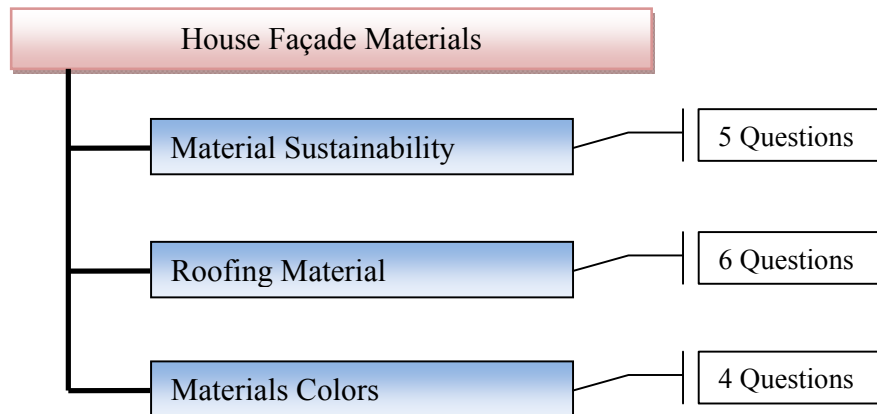 House Façade Materials
Material Sustainability
5 Questions
Roofing Material
6 Questions
Materials Colors
4 Questions